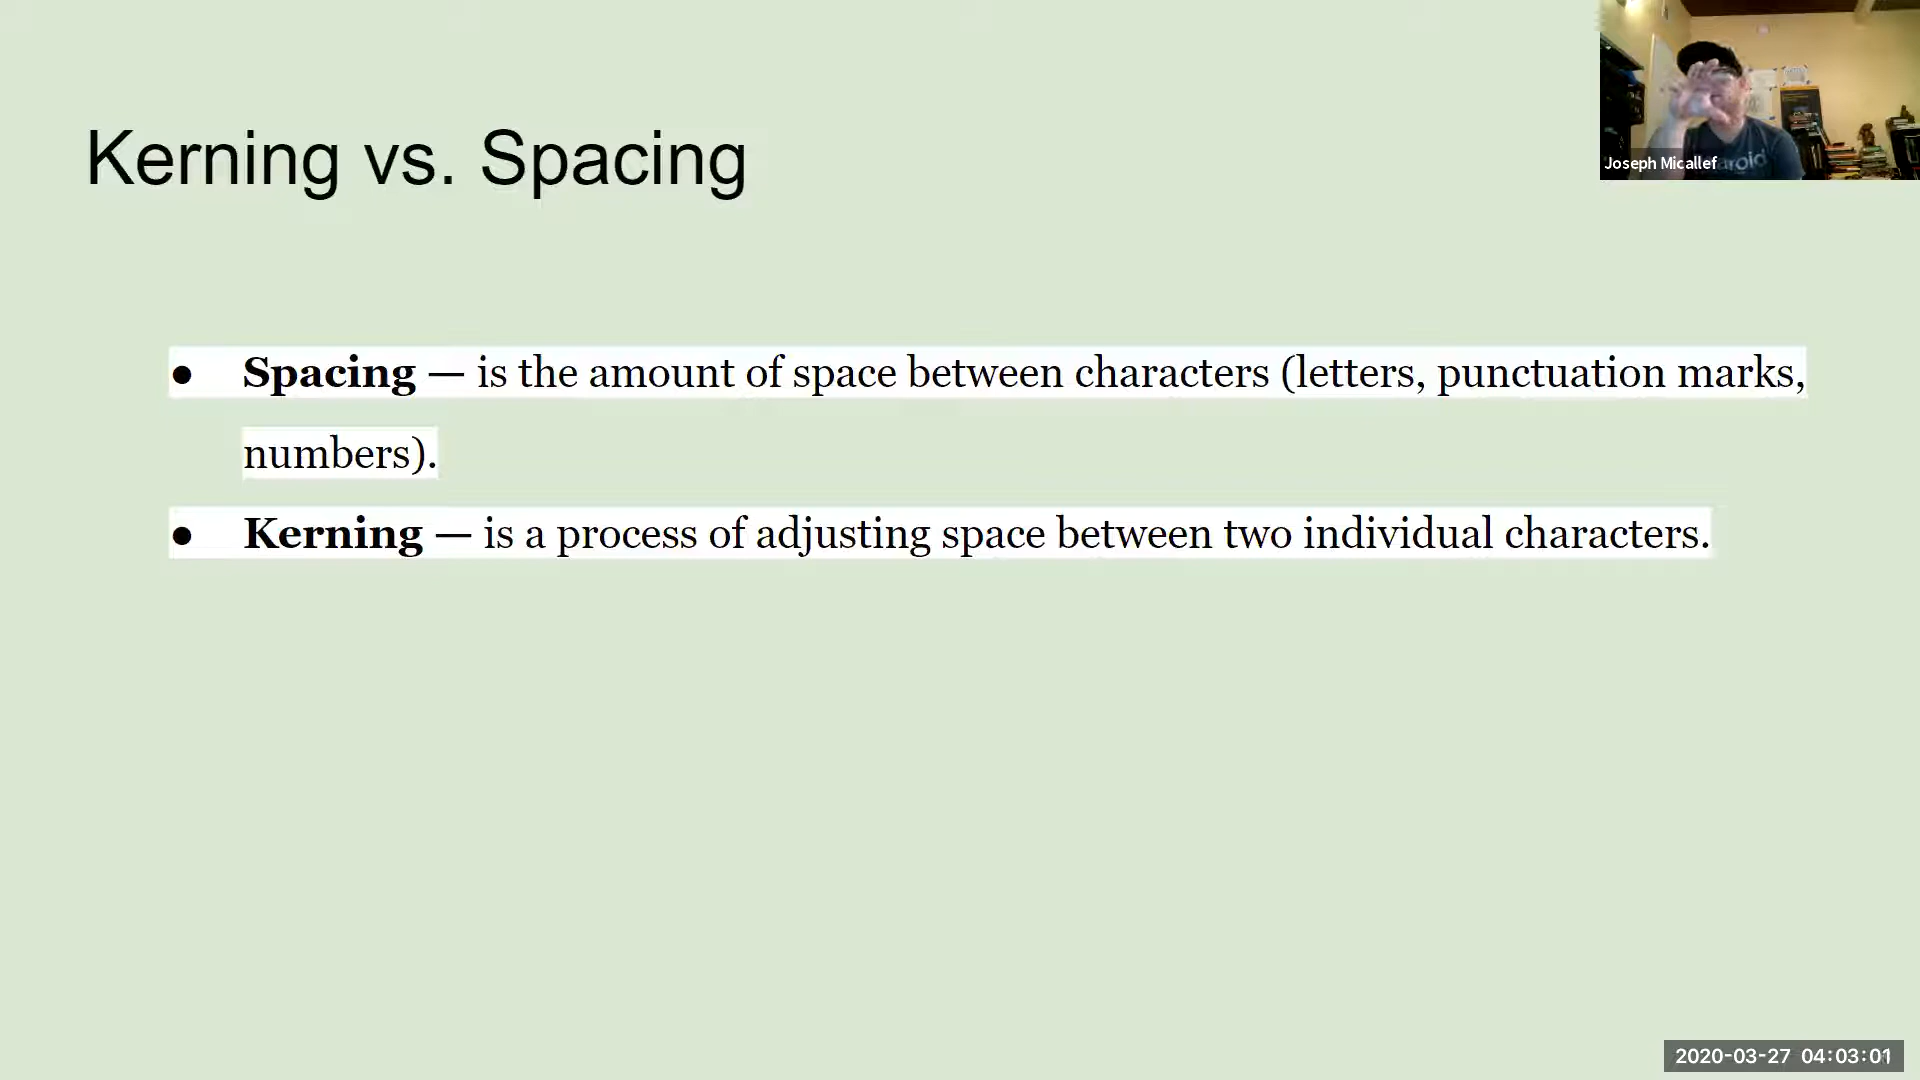 Kerning vs. Spacing
● Spacing — is the amount of space between characters (letters, punctuation marks,
numbers).
● Kerning — is a process of adjusting space between two individual characters.
Joseph Micallef
roid
2020-03-27 04:03:01